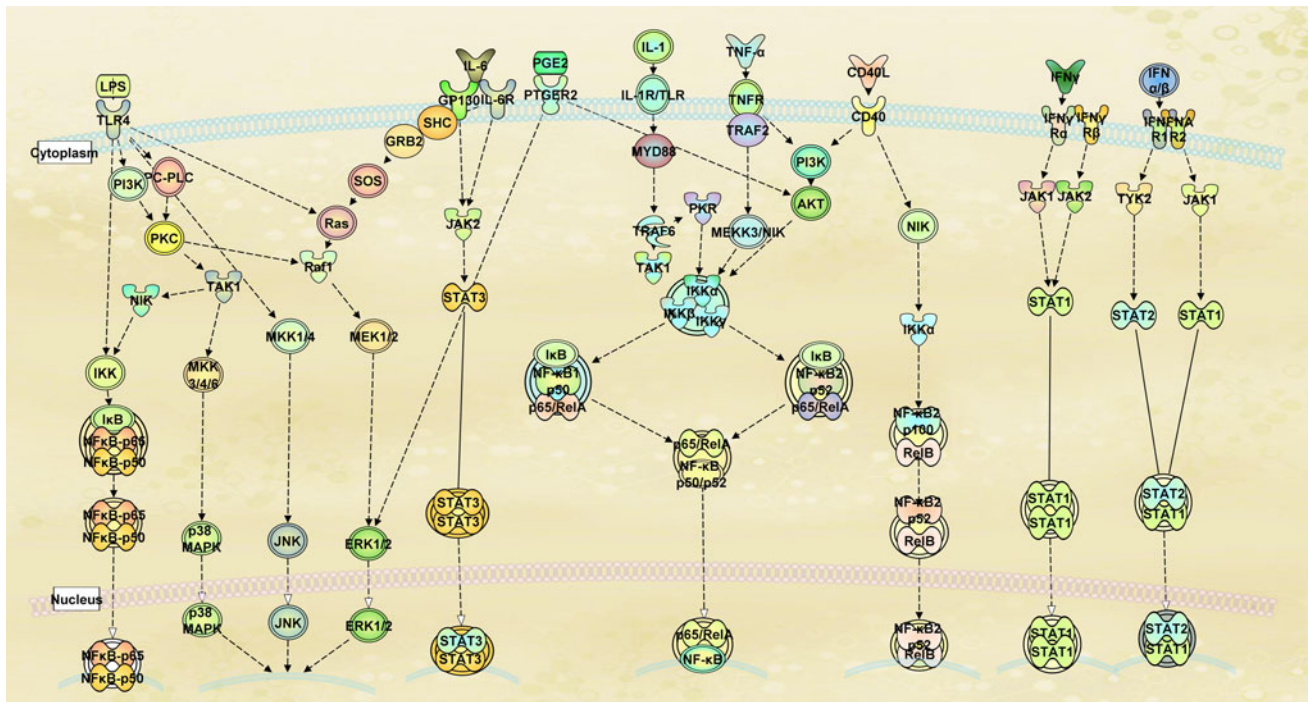 LPS
TLR4
IL-6
GP130
IL-6R
SHC
GRB2
SOS
PGE2
PTGER2
IL-1
IL-1R/TLR
MYD88
TNF-α
TNFR
TRAF2
CD40L
CD40
IFNγ
IFNγ
Rα
IFNγ
Rβ
IFN
α/β
R1
R2
Cytoplasm
PI3K
PC-PLC
PKC
Ras
Raf1
TAK1
NIK
JAK2
STAT3
TRAF6
TAK1
PKR
MEKK3/NIK
PI3K
AKT
NIK
JAK1
JAK2
TYK2
JAK1
IKKα
IKKβ
IKKγ
IKKα
STAT1
STAT2
STAT1
IKK
MKK
3/4/6
MKK1/4
MEK1/2
IκB
NF-κB1
p50
p65/RelA
IκB
NF-κB2
p52
p65/RelA
IκB
NFκB-p65
NFκB-p50
p65/RelA
NF-κB
p50/p52
NF-κB2
p100
RelB
NFκB-p65
NFκB-p50
p38
MAPK
JNK
ERK1/2
STAT3
STAT3
NF-κB2
p52
RelB
STAT1
STAT1
STAT2
STAT1
Nucleus
NFκB-p65
NFκB-p50
p38
MAPK
JNK
ERK1/2
STAT3
STAT3
p65/RelA
NF-κB
NF-κB2
p52
RelB
STAT1
STAT1
STAT2
STAT1